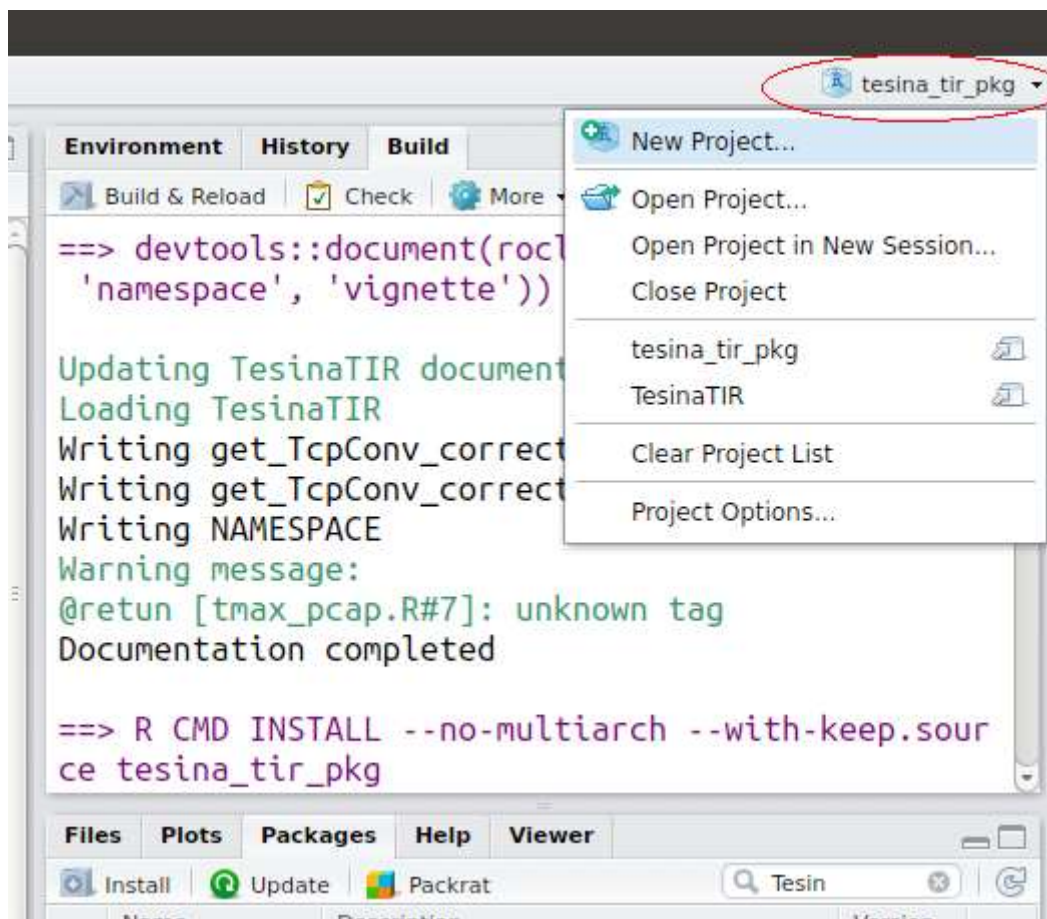 tesina_tir_pkg
Environment History Build
Build & Reload Check More
==> devtools::document(rocl
'namespace', 'vignette'))
Updating TesinaTIR document
Loading TesinaTIR
Writing get_TcpConv_correct
Writing get_TcpConv_correct
Writing NAMESPACE
Warning message:
@retun [tmax_pcap.R#7]: unknown tag
Documentation completed
==> R CMD INSTALL --no-multiarch --with-keep.sour
ce tesina_tir_pkg
New Project...
Open Project...
Open Project in New Session...
Close Project
tesina_tir_pkg
TesinaTIR
Clear Project List
Project Options...
Files Plots Packages Help Viewer
Install Update Packrat Tesin
Name Description Version